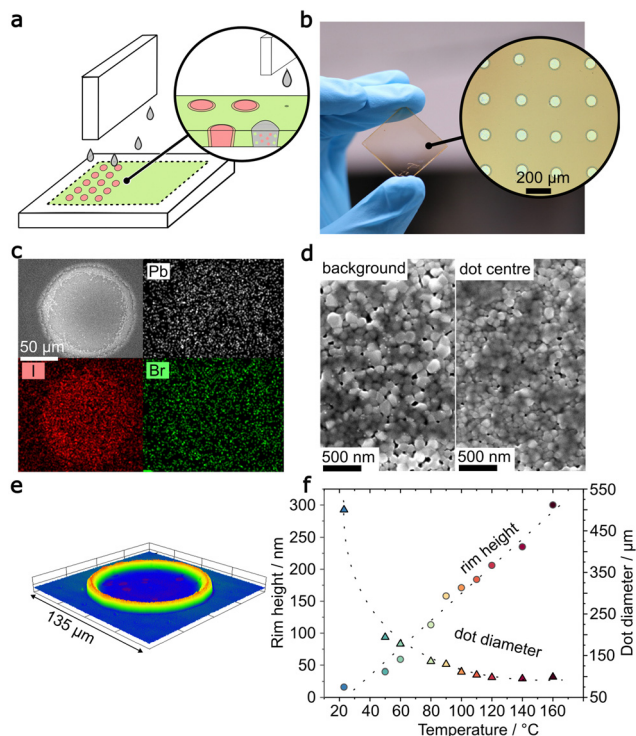 a
b
200 µm
c
Pb
50 µm
I
Br
d
background
dot centre
500 nm
500 nm
e
135 µm
f
Rim height / nm
300
250
200
150
100
50
0
rim height
dot diameter
550
450
350
250
150
50
Dot diameter / µm
20 40 60 80 100 120 140 160
Temperature / °C